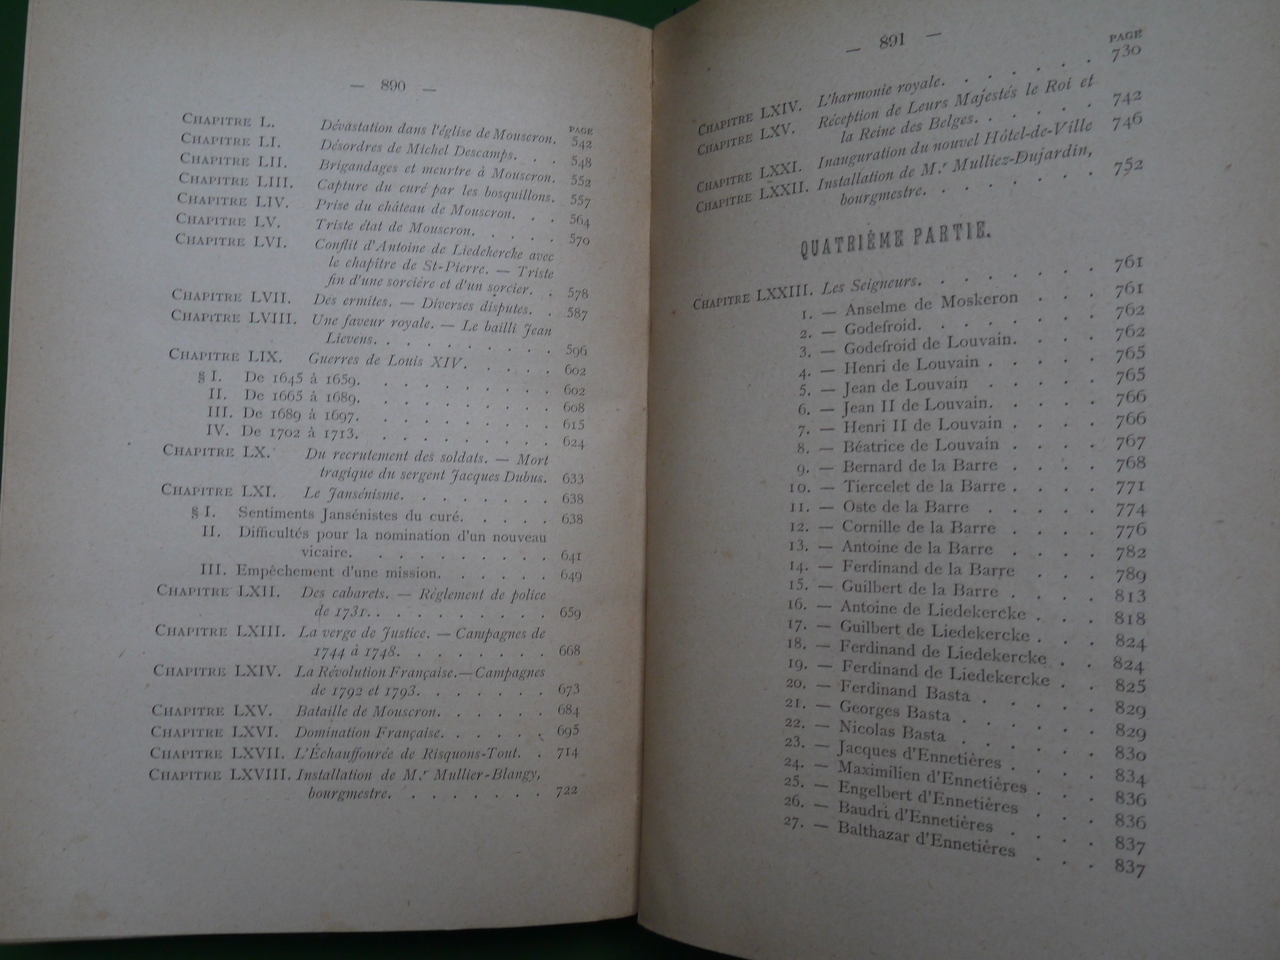 — 890 —
PAGE
CHAPITRE L. Dévastation dans l'église de Mouscron. 542
CHAPITRE LI. Désordres de Michel Descamps. . . . 548
CHAPITRE LII. Brigandages et meurtre à Mouscron. 552
CHAPITRE LIII. Capture du curé par les bosquillons. 557
CHAPITRE LIV. Prise du château de Mouscron. . . 564
CHAPITRE LV. Triste état de Mouscron. . . . . 570
CHAPITRE LVI. Conflit d'Antoine de Liedekercke avec
le chapître de St-Pierre. — Triste
fin d'une sorcière et d'un sorcier. . 578
CHAPITRE LVII. Des ermites. — Diverses disputes. . 587
CHAPITRE LVIII. Une faveur royale. — Le bailli Jean
Lievens. . . . . . . . . . 596
CHAPITRE LIX. Guerres de Louis XIV. . . . . . 602
§ I. De 1645 à 1659. . . . . . . . . . 602
II. De 1665 à 1689. . . . . . . . . . 608
III. De 1689 à 1697. . . . . . . . . . 615
IV. De 1702 à 1713. . . . . . . . . . 624
CHAPITRE LX. Du recrutement des soldats. — Mort
tragique du sergent Jacques Dubus. 633
CHAPITRE LXI. Le Jansénisme. . . . . . . . 638
§ I. Sentiments Jansénistes du curé. . . . . 638
II. Difficultés pour la nomination d'un nouveau
vicaire. . . . . . . . . . . 641
III. Empêchement d'une mission. . . . . . 649
CHAPITRE LXII. Des cabarets. — Règlement de police
de 1731. . . . . . . . . . 659
CHAPITRE LXIII. La verge de Justice. — Campagnes de
1744 à 1748. . . . . . . . 668
CHAPITRE LXIV. La Révolution Française.—Campagnes
de 1792 et 1793. . . . . . . 673
CHAPITRE LXV. Bataille de Mouscron. . . . . . 684
CHAPITRE LXVI. Domination Française. . . . . . 695
CHAPITRE LXVII. L'Échauffourée de Risquons-Tout. . 714
CHAPITRE LXVIII. Installation de M.r Mullier-Blangy,
bourgmestre. . . . . . . . 722
— 891 —
PAGE
CHAPITRE LXIV. L'harmonie royale. . . . . . . 730
CHAPITRE LXV. Réception de Leurs Majestés le Roi et
la Reine des Belges. . . . . . 742
CHAPITRE LXXI. Inauguration du nouvel Hôtel-de-Ville 746
CHAPITRE LXXII. Installation de M.r Mulliez-Dujardin,
bourgmestre. . . . . . . . 752
QUATRIÈME PARTIE.
CHAPITRE LXXIII. Les Seigneurs. . . . . . . . 761
1. — Anselme de Moskeron . . . 761
2. — Godefroid. . . . . . . . 762
3. — Godefroid de Louvain. . . . 762
4. — Henri de Louvain . . . . 765
5. — Jean de Louvain . . . . 765
6. — Jean II de Louvain. . . . . 766
7. — Henri II de Louvain . . . . 766
8. — Béatrice de Louvain . . . . 767
9. — Bernard de la Barre . . . . 768
10. — Tiercelet de la Barre . . . . 771
11. — Oste de la Barre . . . . 774
12. — Cornille de la Barre . . . . 776
13. — Antoine de la Barre . . . . 782
14. — Ferdinand de la Barre . . . 789
15. — Guilbert de la Barre . . . . 813
16. — Antoine de Liedekercke . . . 818
17. — Guilbert de Liedekercke . . . 824
18. — Ferdinand de Liedekercke . . 824
19. — Ferdinand de Liedekercke . . 825
20. — Ferdinand Basta . . . . . 829
21. — Georges Basta . . . . . 829
22. — Nicolas Basta . . . . . 830
23. — Jacques d'Ennetières . . . . 834
24. — Maximilien d'Ennetières . . . 836
25. — Engelbert d'Ennetières . . . 836
26. — Baudri d'Ennetières . . . . 837
27. — Balthazar d'Ennetières . . . 837